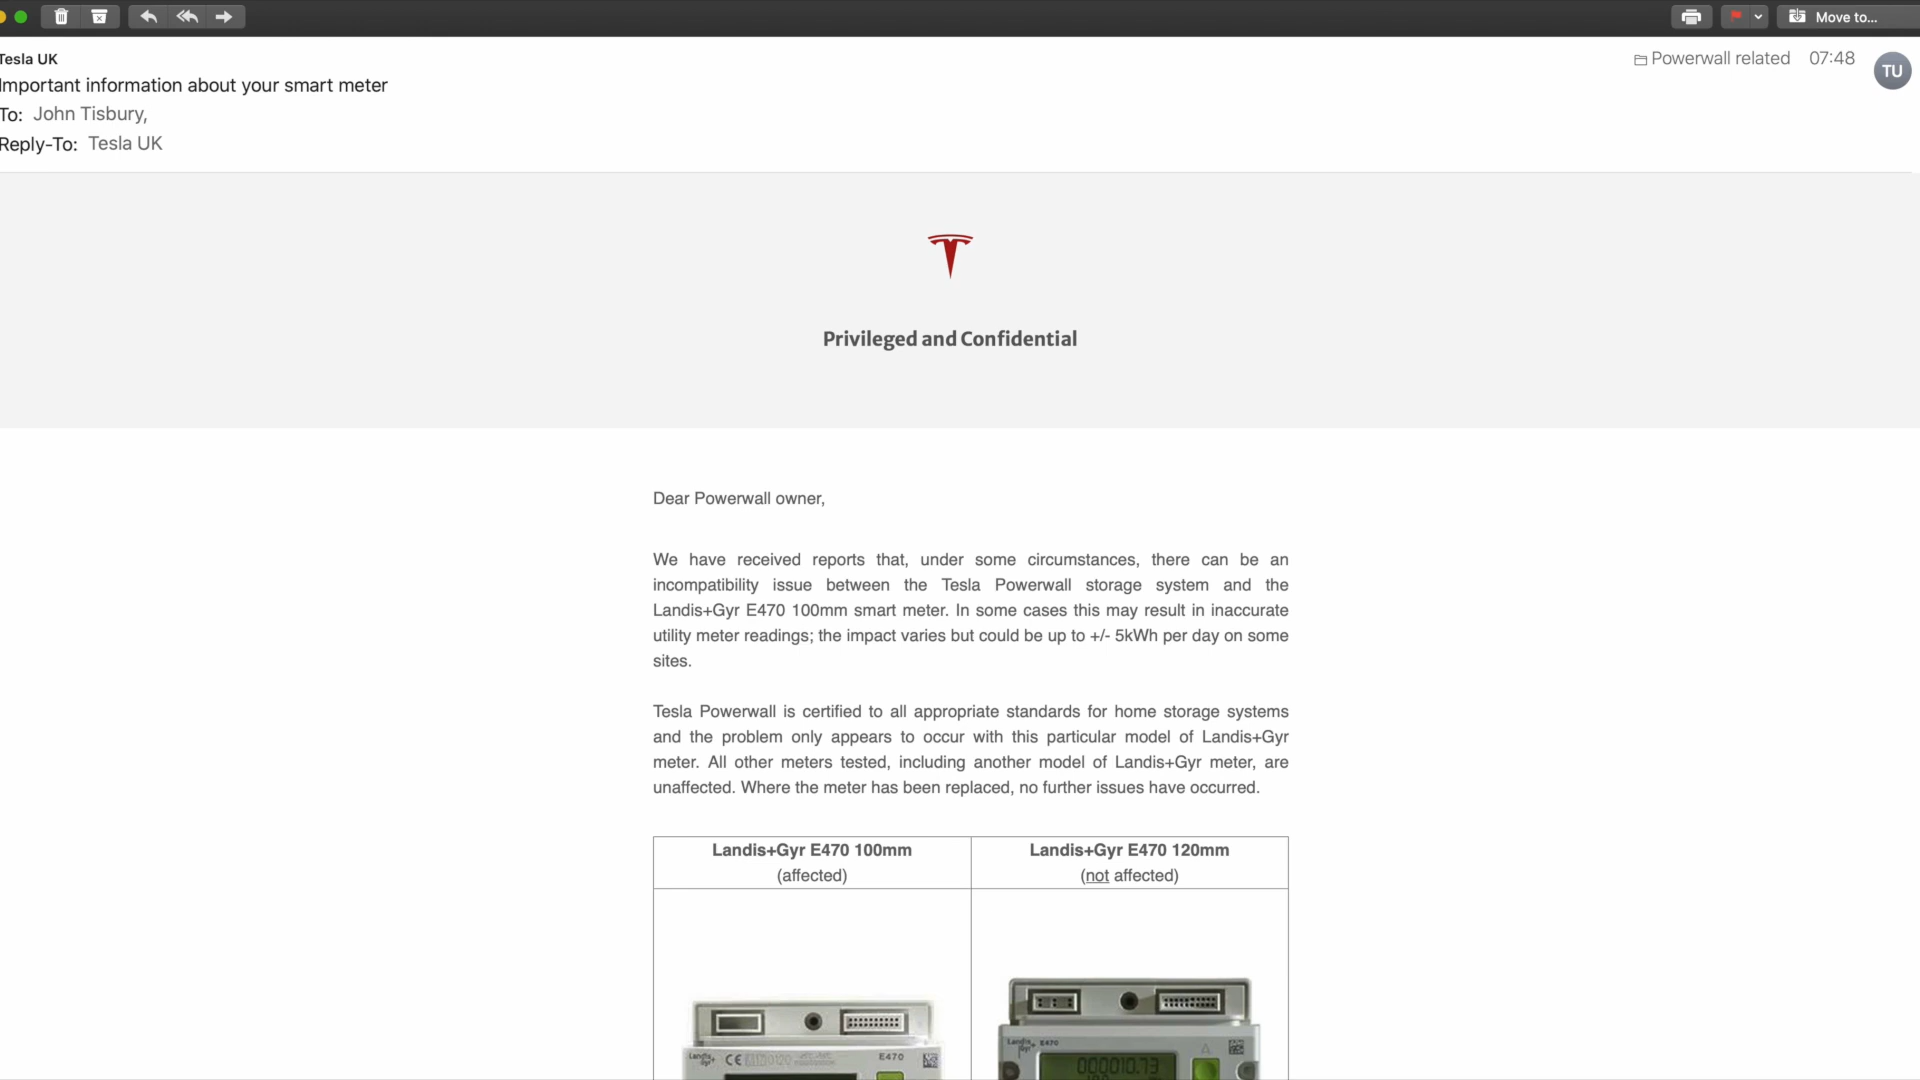 Move to...
Tesla UK
Powerwall related 07:48
TU
Important information about your smart meter
To: John Tisbury,
Reply-To: Tesla UK
Privileged and Confidential
Dear Powerwall owner,
We have received reports that, under some circumstances, there can be an
incompatibility issue between the Tesla Powerwall storage system and the
Landis+Gyr E470 100mm smart meter. In some cases this may result in inaccurate
utility meter readings; the impact varies but could be up to +/- 5kWh per day on some
sites.
Tesla Powerwall is certified to all appropriate standards for home storage systems
and the problem only appears to occur with this particular model of Landis+Gyr
meter. All other meters tested, including another model of Landis+Gyr meter, are
unaffected. Where the meter has been replaced, no further issues have occurred.
Landis+Gyr E470 100mm
(affected)
Landis+Gyr E470 120mm
(not affected)
Landis+Gyr
CE
0120
E470
Landis+Gyr
E470
A
000010.73